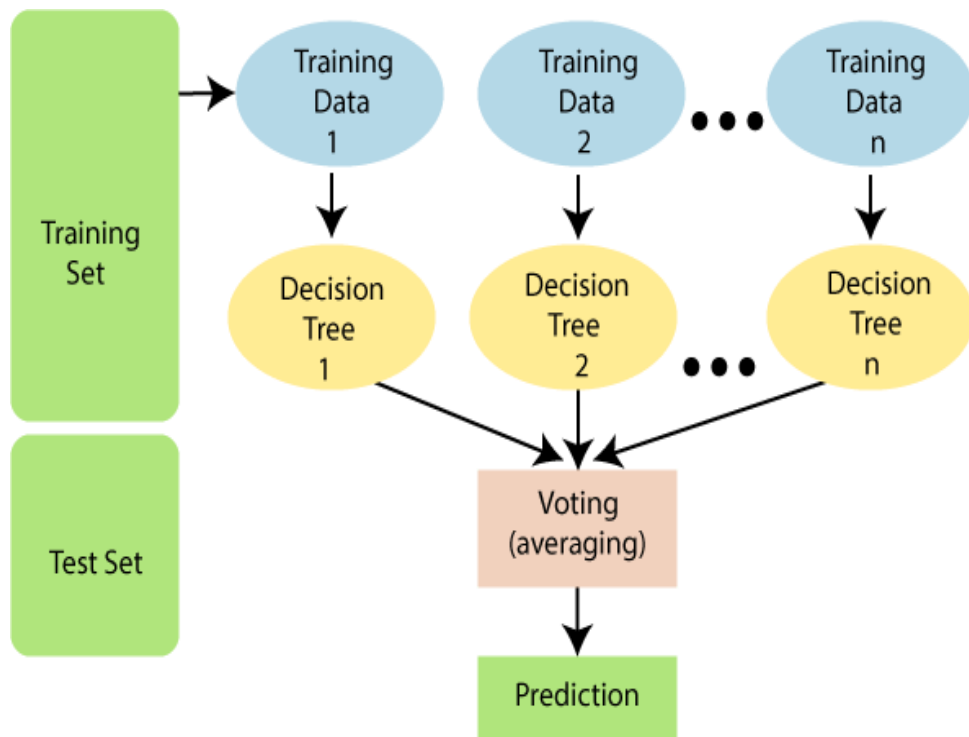 Training
Set
Test Set
Training
Data
1
Training
Data
2
Training
Data
n
Decision
Tree
1
Decision
Tree
2
Decision
Tree
n
Voting
(averaging)
Prediction